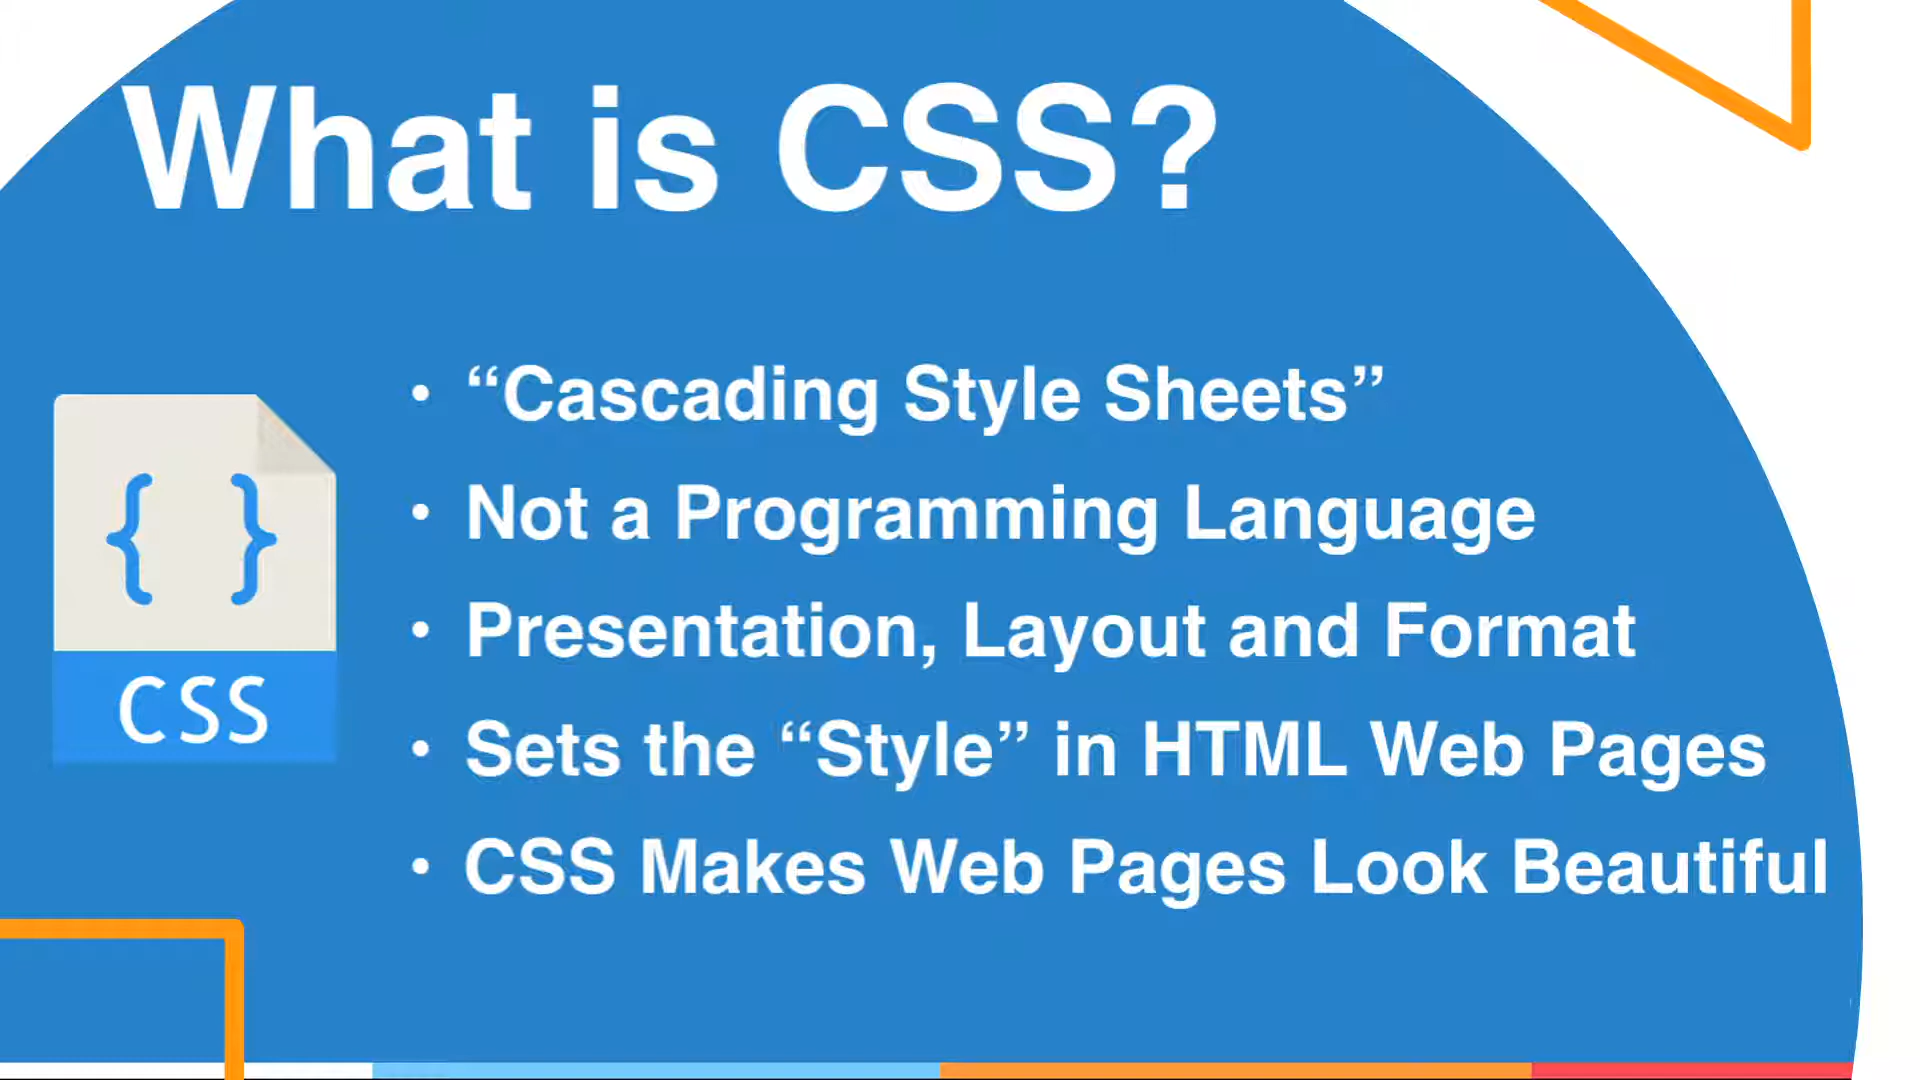 What is CSS?
• “Cascading Style Sheets”
• Not a Programming Language
• Presentation, Layout and Format
• Sets the “Style” in HTML Web Pages
• CSS Makes Web Pages Look Beautiful
{ }
CSS